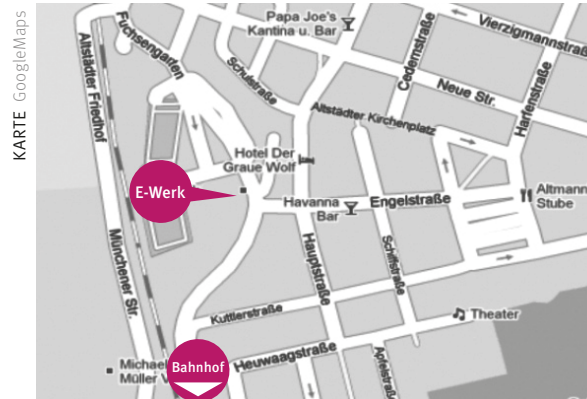 KARTE GoogleMaps
Papa Joe's
Kantina u. Bar
Vierzigmannstraße
Fuchsengarten
Altstädter Friedhof
Schulstraße
Cedernstraße
Neue Str.
Harfenstraße
Altstädter Kirchenplatz
Hotel Der
Graue Wolf
E-Werk
Havanna
Bar
Engelstraße
Altmann
Stube
Münchener Str.
Hauptstraße
Schiffstraße
Kuttlerstraße
Theater
Michael
Müller V
Bahnhof
Heuwaagstraße
Apfelstraße